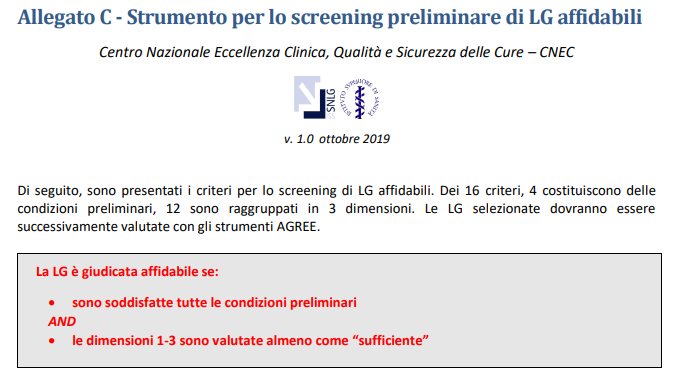 Allegato C - Strumento per lo screening preliminare di LG affidabili
Centro Nazionale Eccellenza Clinica, Qualità e Sicurezza delle Cure – CNEC
SNLG
ISTITUTO SUPERIORE DI SANITÀ
v. 1.0 ottobre 2019
Di seguito, sono presentati i criteri per lo screening di LG affidabili. Dei 16 criteri, 4 costituiscono delle
condizioni preliminari, 12 sono raggruppati in 3 dimensioni. Le LG selezionate dovranno essere
successivamente valutate con gli strumenti AGREE.
La LG è giudicata affidabile se:
• sono soddisfatte tutte le condizioni preliminari
AND
• le dimensioni 1-3 sono valutate almeno come “sufficiente”